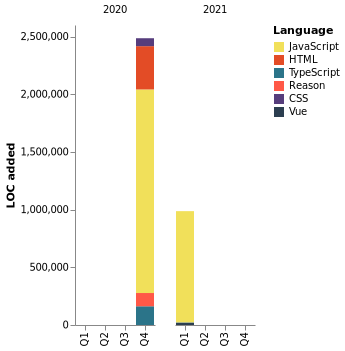 2020
2021
LOC added
2,500,000
2,000,000
1,500,000
1,000,000
500,000
0
Q1
Q2
Q3
Q4
Q1
Q2
Q3
Q4
Language
JavaScript
HTML
TypeScript
Reason
CSS
Vue